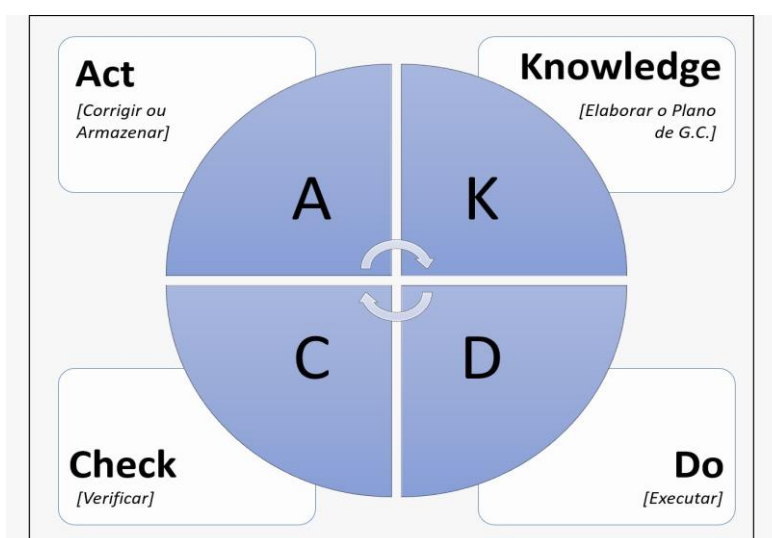 Act
[Corrigir ou
Armazenar]
Knowledge
[Elaborar o Plano
de G.C.]
A
K
C
D
Check
[Verificar]
Do
[Executar]